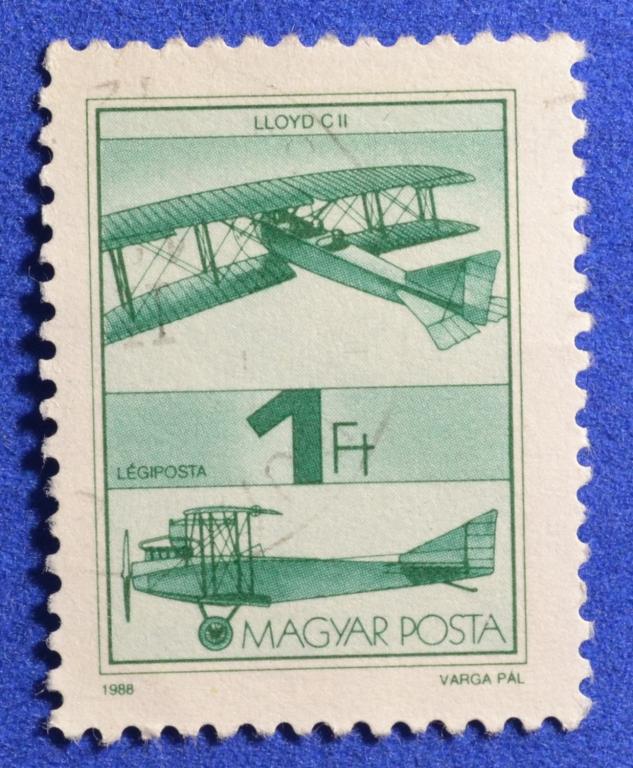 LLOYD C II
1 Ft
LÉGIPOSTA
MAGYAR POSTA
1988
VARGA PÁL